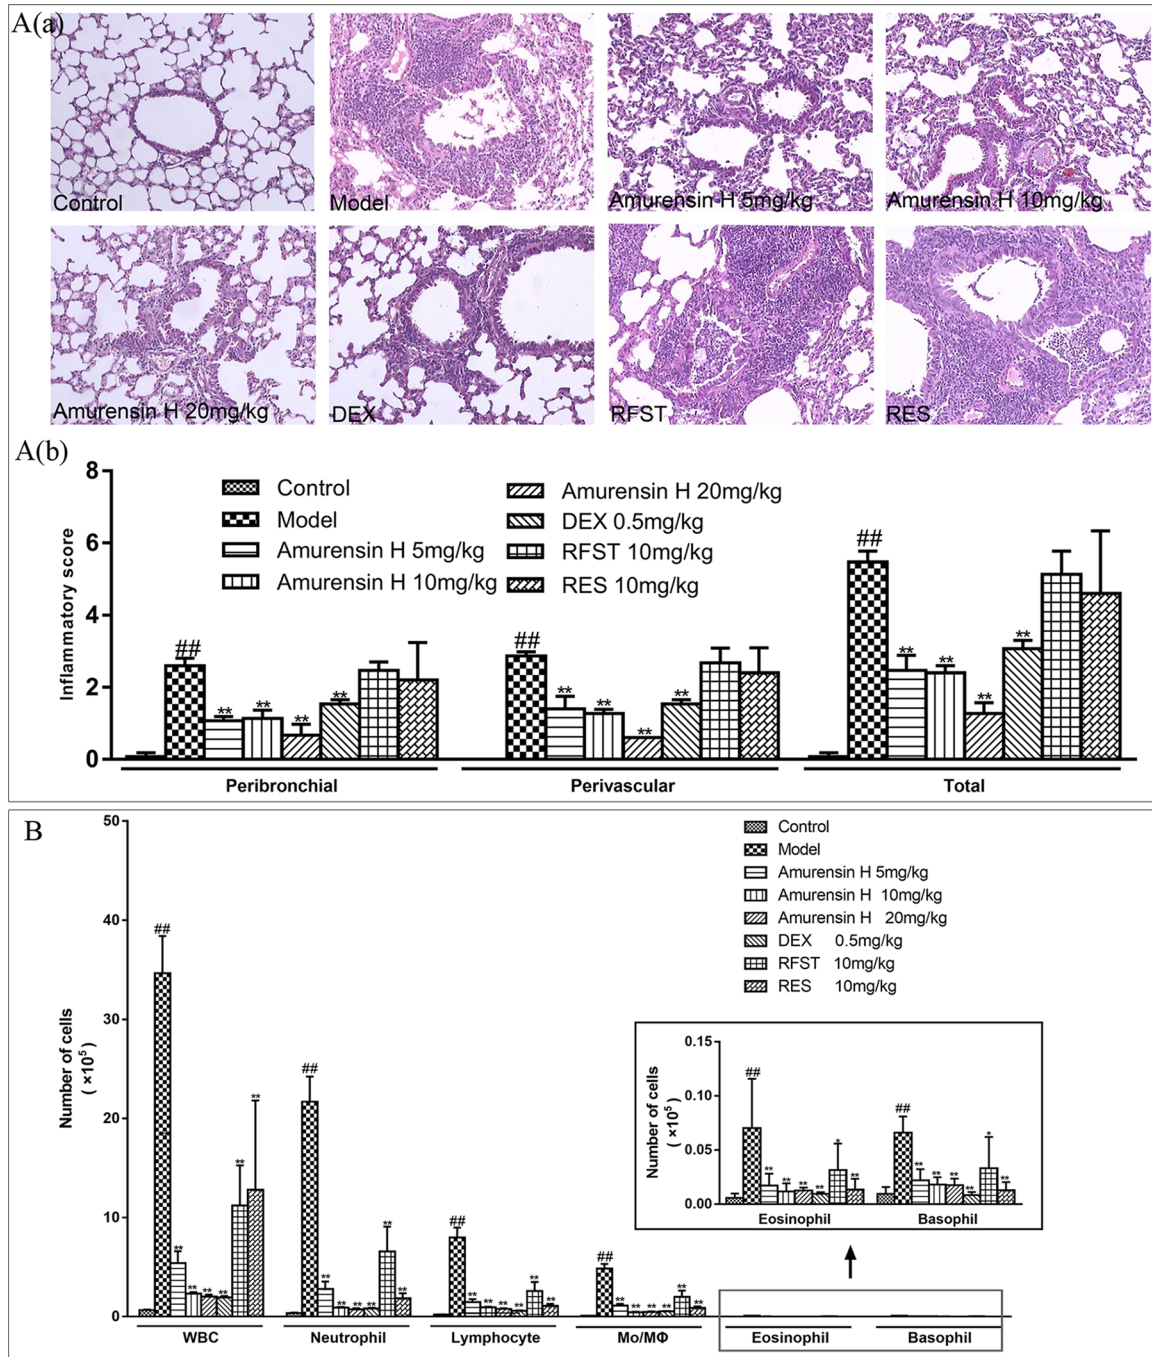 A(a)
Control
Model
Amurensin H 5mg/kg
Amurensin H 10mg/kg
Amurensin H 20mg/kg
DEX
RFST
RES
A(b)
8
6
4
2
0
Inflammatory score
Control
Model
Amurensin H 5mg/kg
Amurensin H 10mg/kg
Amurensin H 20mg/kg
DEX 0.5mg/kg
RFST 10mg/kg
RES 10mg/kg
## ** ** ** **
## ** ** ** **
## ** ** ** **
Peribronchial
Perivascular
Total
B
50
40
30
20
10
0
Number of cells
( ×10⁵)
Control
Model
Amurensin H 5mg/kg
Amurensin H 10mg/kg
Amurensin H 20mg/kg
DEX 0.5mg/kg
RFST 10mg/kg
RES 10mg/kg
## ** ** ** ** ** **
## ** ** ** ** ** **
## ** ** ** ** ** **
## ** ** ** ** ** **
WBC
Neutrophil
Lymphocyte
Mo/MΦ
Eosinophil
Basophil
0.15
0.10
0.05
0.00
Number of cells
( ×10⁵)
## ** ** ** ** * **
## ** ** ** ** * **
Eosinophil
Basophil